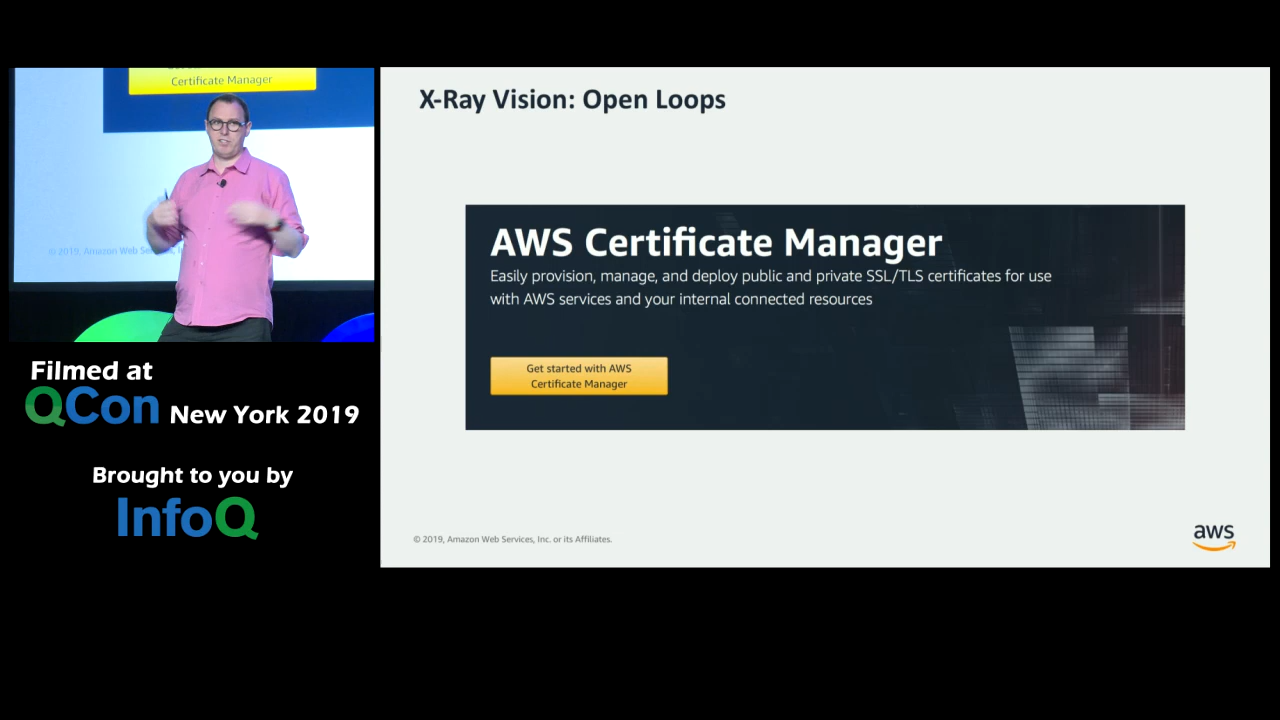 Certificate Manager
© 2019, Amazon Web Services, I
Filmed at
QCon New York 2019
Brought to you by
InfoQ
X-Ray Vision: Open Loops
AWS Certificate Manager
Easily provision, manage, and deploy public and private SSL/TLS certificates for use
with AWS services and your internal connected resources
Get started with AWS
Certificate Manager
© 2019, Amazon Web Services, Inc. or its Affiliates.
aws